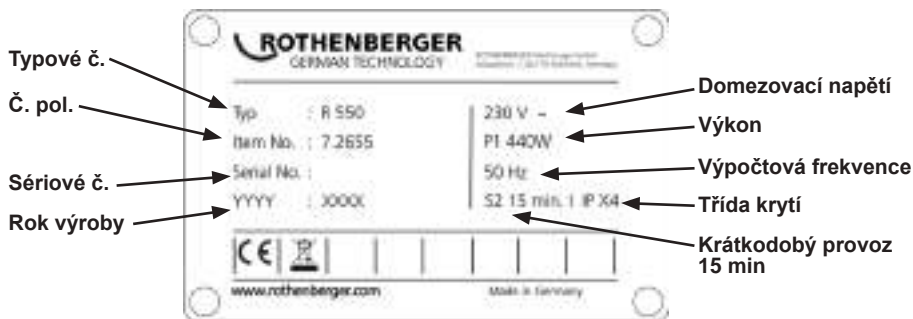 Typové č.
Č. pol.
Sériové č.
Rok výroby
ROTHENBERGER
GERMAN TECHNOLOGY
Typ : R 550
Item No. : 7.2655
Serial No. :
YYYY : XXXX
230 V ~
P1 440W
50 Hz
S2 15 min. I IP X4
CE
www.rothenberger.com
Made in Germany
Domezovací napětí
Výkon
Výpočtová frekvence
Třída krytí
Krátkodobý provoz
15 min